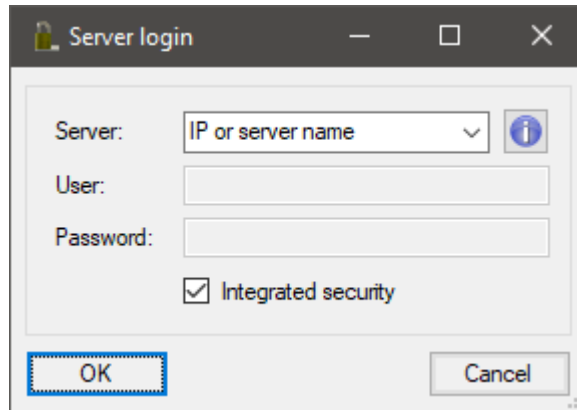 Server login
Server: IP or server name
User:
Password:
Integrated security
OK Cancel